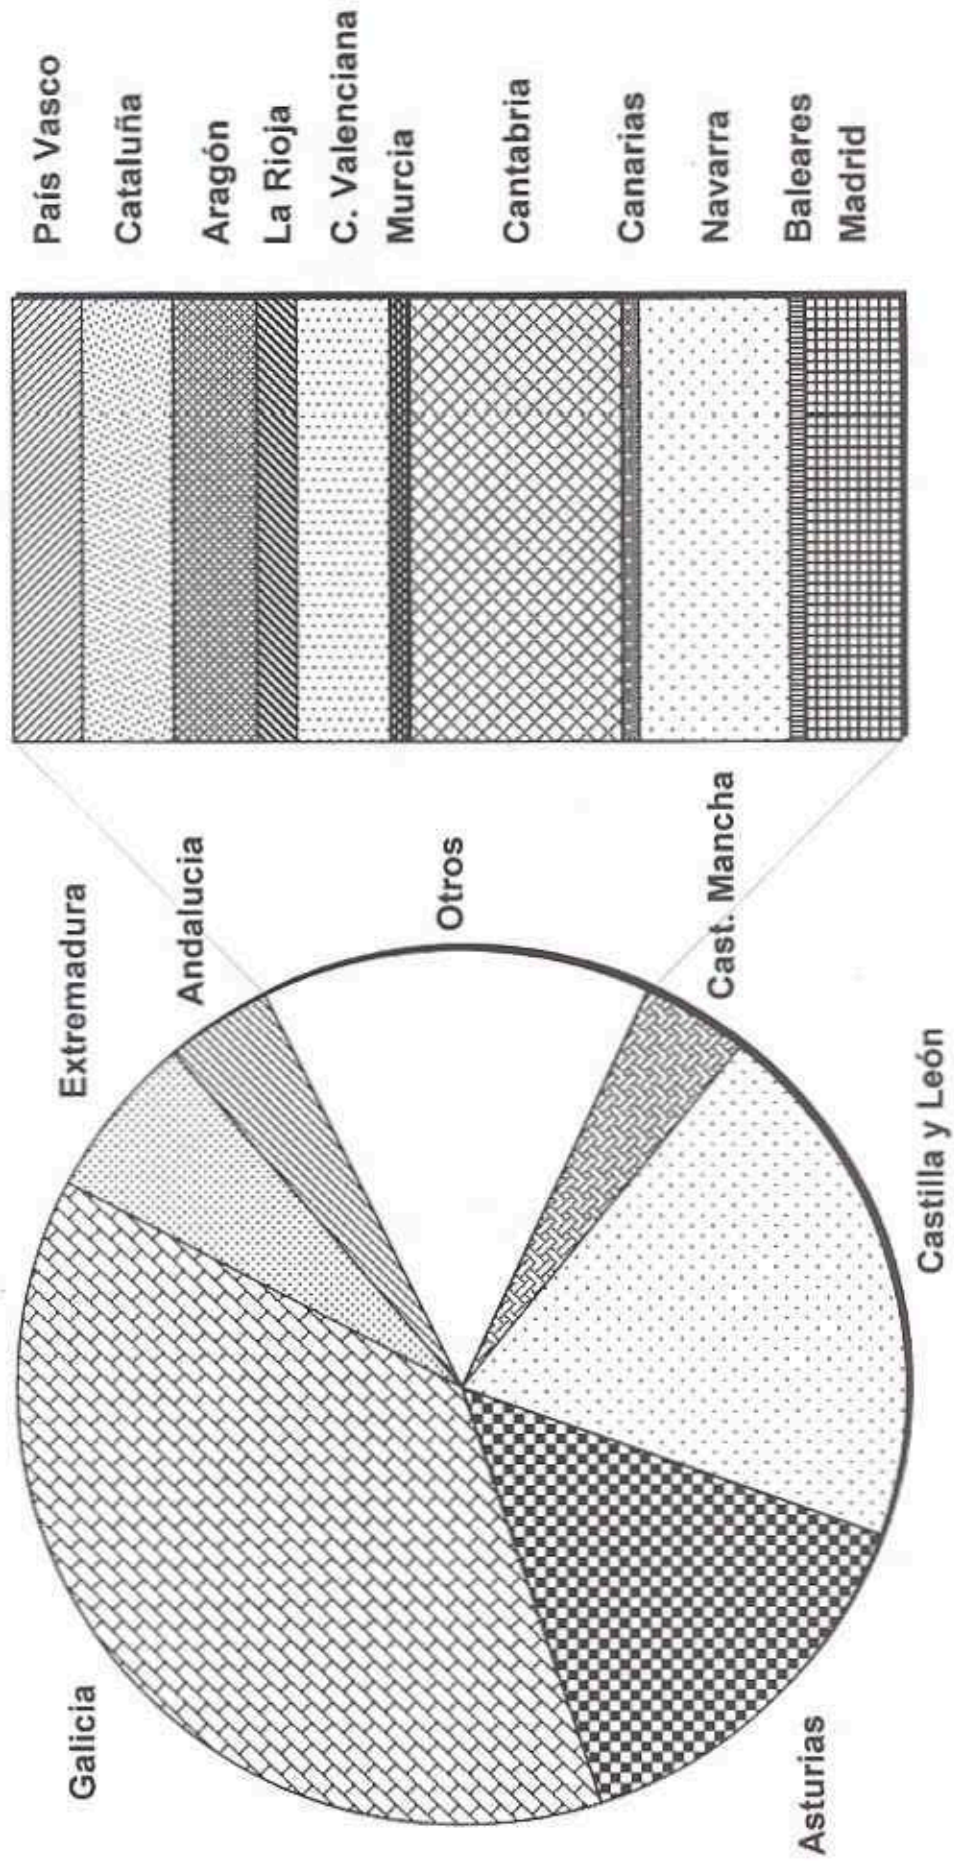 Galicia
Extremadura
Andalucia
Otros
Cast. Mancha
Castilla y León
Asturias
País Vasco
Cataluña
Aragón
La Rioja
C. Valenciana
Murcia
Cantabria
Canarias
Navarra
Baleares
Madrid